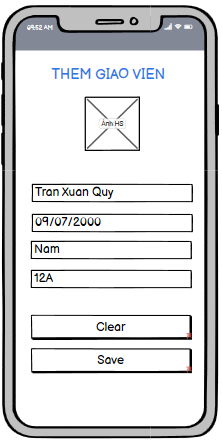 09:52 AM
THEM GIAO VIEN
Ảnh HS
Tran Xuan Quy
09/07/2000
Nam
12A
Clear
Save